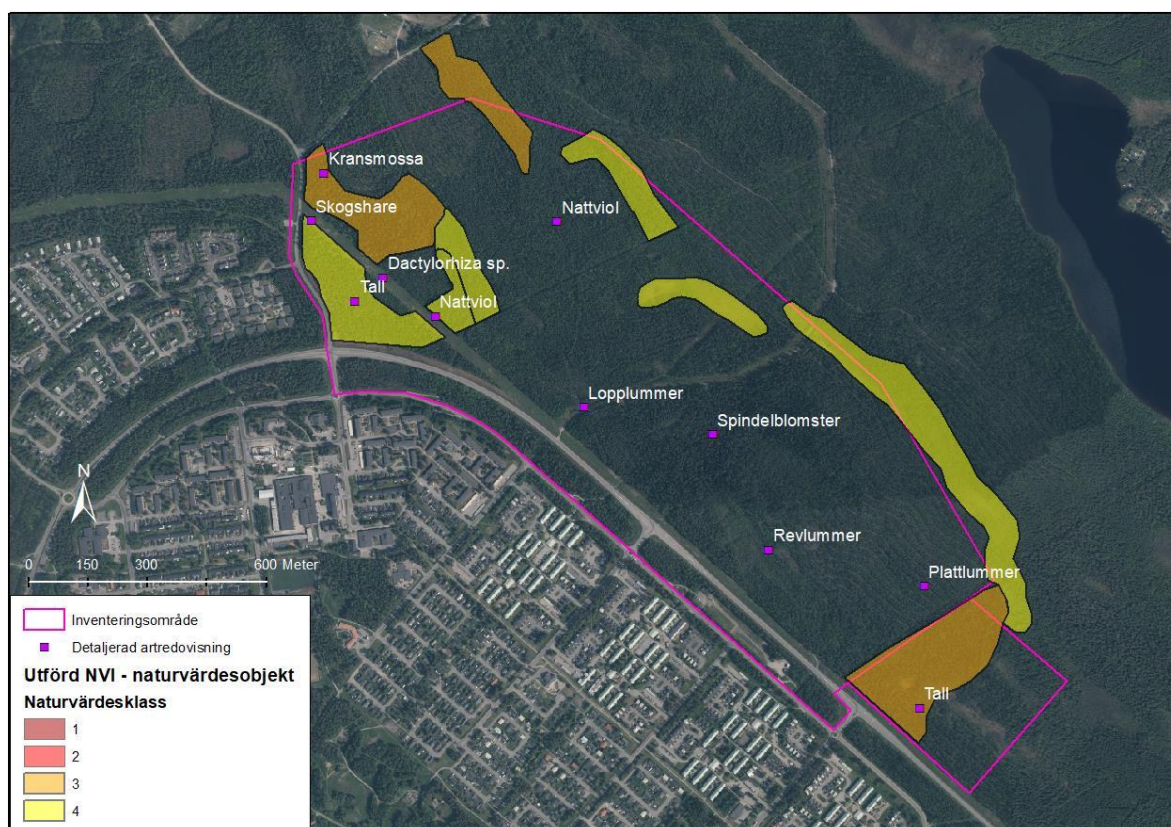 Kransmossa
Skogshare
Nattviol
Dactylorhiza sp.
Tall
Nattviol
Lopplummer
Spindelblomster
Revlummer
Plattlummer
Tall
N
0 150 300 600 Meter
Inventeringsområde
Detaljerad artredovisning
Utförd NVI - naturvärdesobjekt
Naturvärdesklass
1
2
3
4